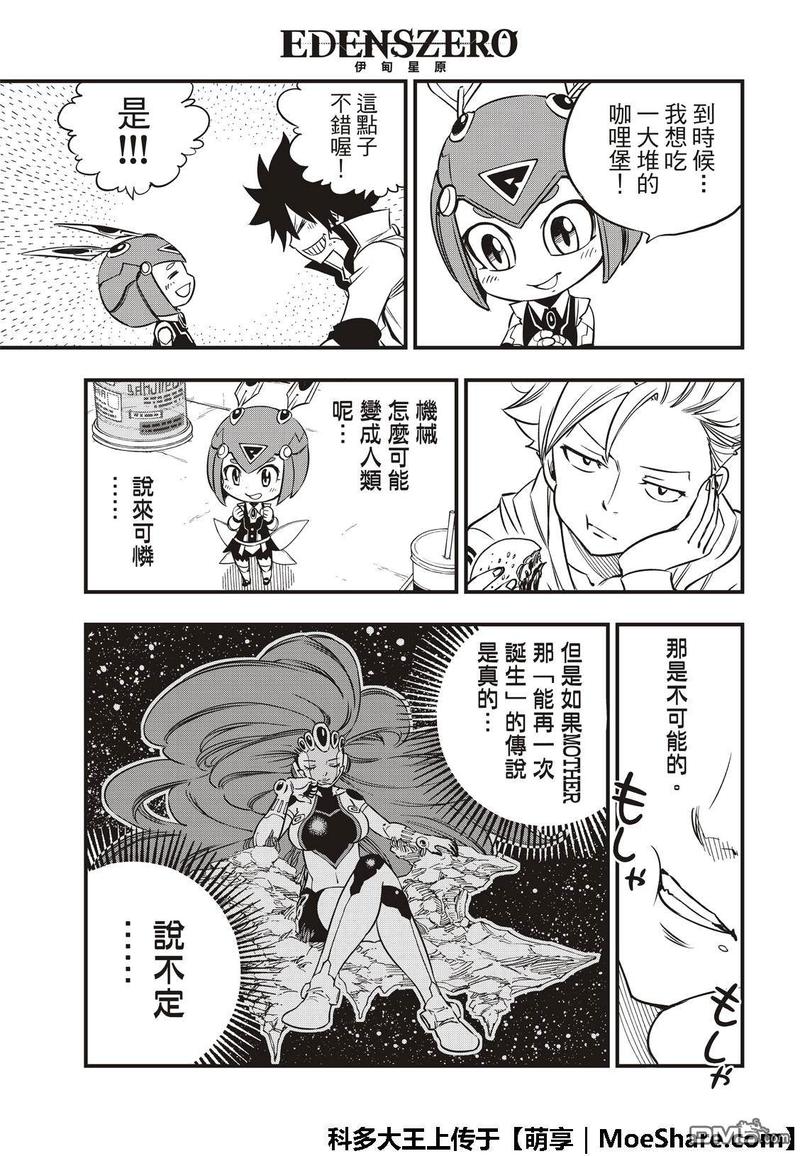 EDENSZERO
伊甸星原
到時候…
我想吃
一大堆的
咖哩堡！
這點子
不錯喔！
是!!!
機械
怎麼可能
變成人類
呢…
說來可憐
……
那是不可能的。
もしゃ
もしゃ
但是如果MOTHER
那「能再一次
誕生」的傳說
是真的…
說不定
……
科多大王上传于【萌享｜MoeShare.com】